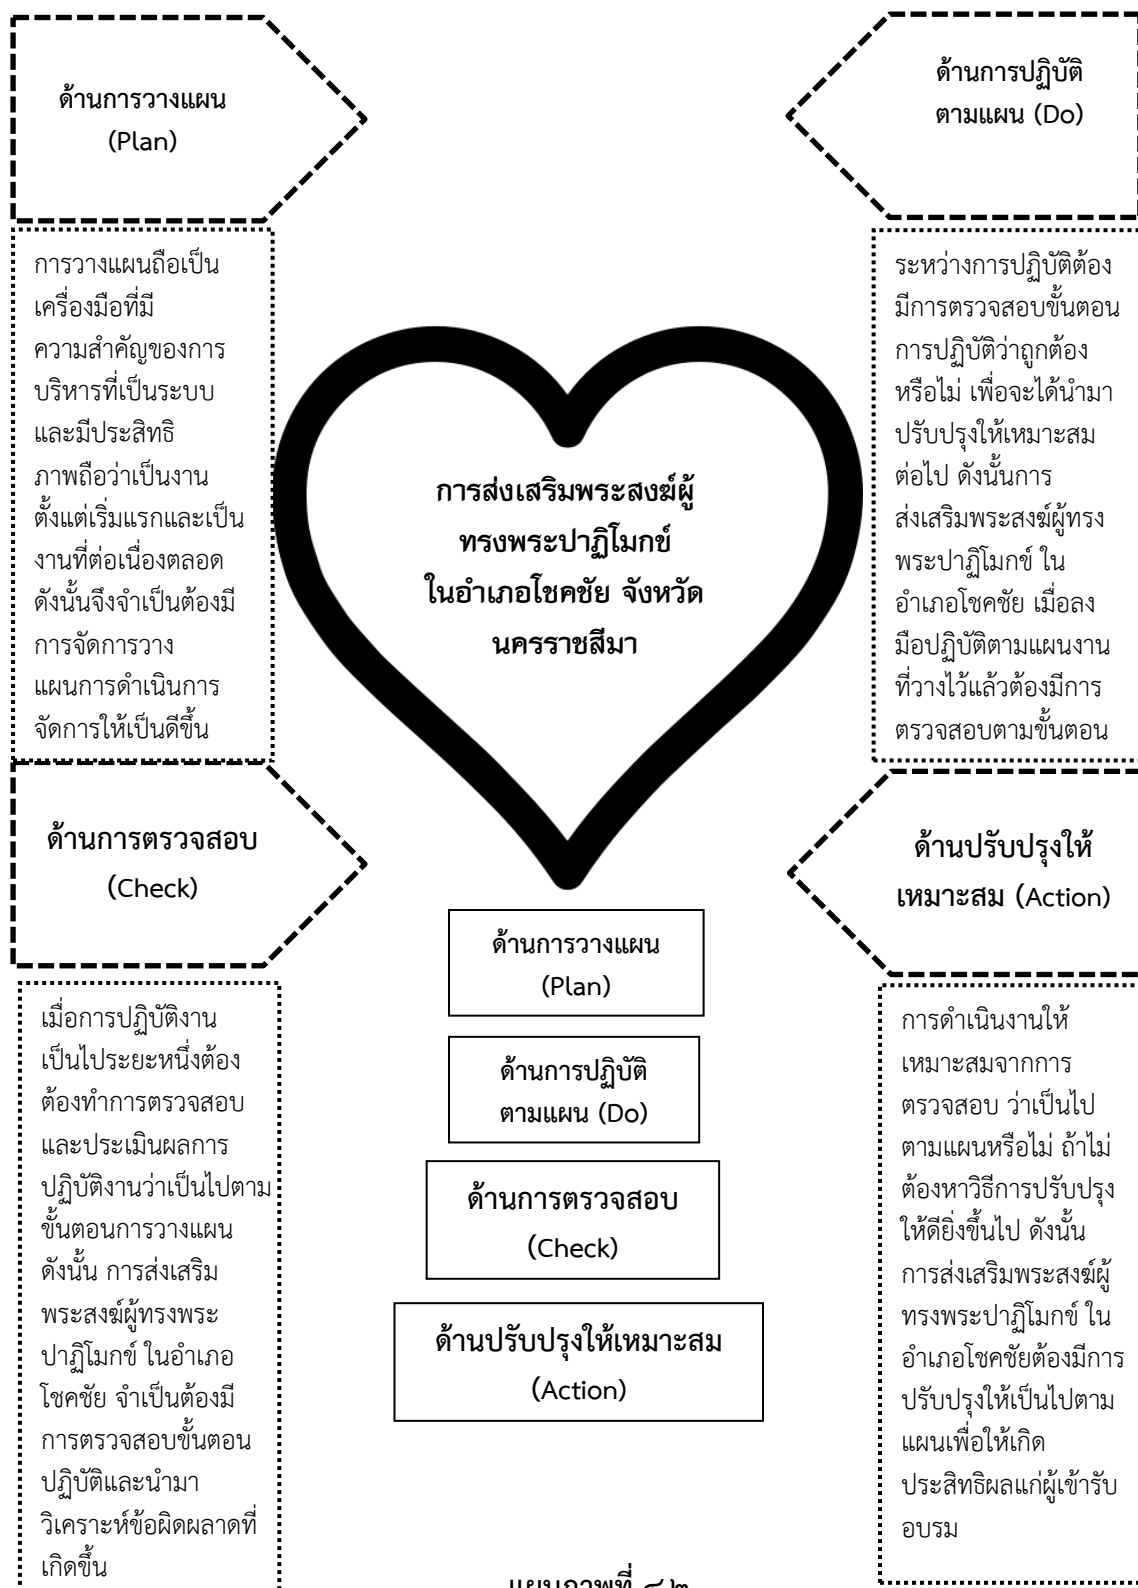 ด้านการวางแผน
(Plan)
ด้านการปฏิบัติ
ตามแผน (Do)
การวางแผนถือเป็น
เครื่องมือที่มี
ความสำคัญของการ
บริหารที่เป็นระบบ
และมีประสิทธิ
ภาพถือว่าเป็นงาน
ตั้งแต่เริ่มแรกและเป็น
งานที่ต่อเนื่องตลอด
ดังนั้นจึงจำเป็นต้องมี
การจัดการวาง
แผนการดำเนินการ
จัดการให้เป็นดีขึ้น
การส่งเสริมพระสงฆ์ผู้
ทรงพระปาฏิโมกข์
ในอำเภอโชคชัย จังหวัด
นครราชสีมา
ระหว่างการปฏิบัติต้อง
มีการตรวจสอบขั้นตอน
การปฏิบัติว่าถูกต้อง
หรือไม่ เพื่อจะได้นำมา
ปรับปรุงให้เหมาะสม
ต่อไป ดังนั้นการ
ส่งเสริมพระสงฆ์ผู้ทรง
พระปาฏิโมกข์ ใน
อำเภอโชคชัย เมื่อลง
มือปฏิบัติตามแผนงาน
ที่วางไว้แล้วต้องมีการ
ตรวจสอบตามขั้นตอน
ด้านการตรวจสอบ
(Check)
ด้านปรับปรุงให้
เหมาะสม (Action)
เมื่อการปฏิบัติงาน
เป็นไประยะหนึ่งต้อง
ต้องทำการตรวจสอบ
และประเมินผลการ
ปฏิบัติงานว่าเป็นไปตาม
ขั้นตอนการวางแผน
ดังนั้น การส่งเสริม
พระสงฆ์ผู้ทรงพระ
ปาฏิโมกข์ ในอำเภอ
โชคชัย จำเป็นต้องมี
การตรวจสอบขั้นตอน
ปฏิบัติและนำมา
วิเคราะห์ข้อผิดผลาดที่
เกิดขึ้น
ด้านการวางแผน
(Plan)
ด้านการปฏิบัติ
ตามแผน (Do)
ด้านการตรวจสอบ
(Check)
ด้านปรับปรุงให้เหมาะสม
(Action)
การดำเนินงานให้
เหมาะสมจากการ
ตรวจสอบ ว่าเป็นไป
ตามแผนหรือไม่ ถ้าไม่
ต้องหาวิธีการปรับปรุง
ให้ดียิ่งขึ้นไป ดังนั้น
การส่งเสริมพระสงฆ์ผู้
ทรงพระปาฏิโมกข์ ใน
อำเภอโชคชัยต้องมีการ
ปรับปรุงให้เป็นไปตาม
แผนเพื่อให้เกิด
ประสิทธิผลแก่ผู้เข้ารับ
อบรม
แผนภาพที่